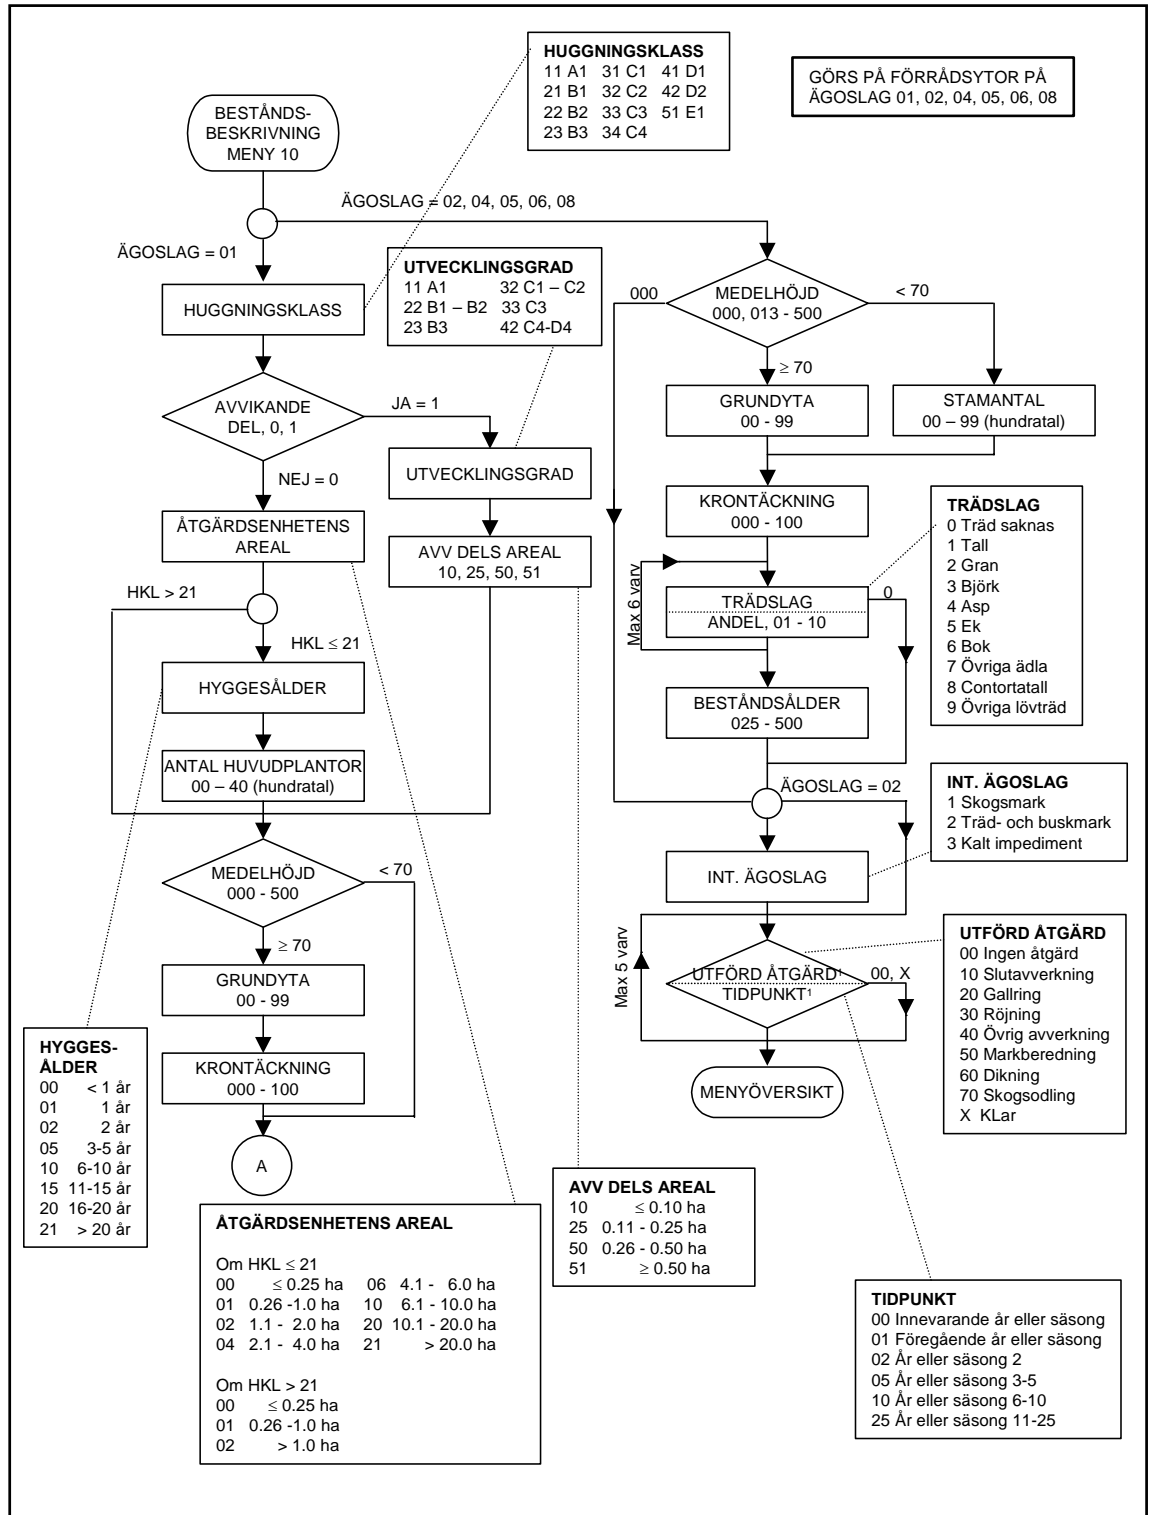 HUGGNINGSKLASS
11 A1 31 C1 41 D1
21 B1 32 C2 42 D2
22 B2 33 C3 51 E1
23 B3 34 C4
GÖRS PÅ FÖRRÅDSYTOR PÅ
ÄGOSLAG 01, 02, 04, 05, 06, 08
BESTÅNDS-
BESKRIVNING
MENY 10
ÄGOSLAG = 02, 04, 05, 06, 08
ÄGOSLAG = 01
HUGGNINGSKLASS
UTVECKLINGSGRAD
11 A1 32 C1 – C2
22 B1 – B2 33 C3
23 B3 42 C4-D4
AVVIKANDE
DEL, 0, 1
JA = 1
NEJ = 0
UTVECKLINGSGRAD
ÅTGÄRDSENHETENS
AREAL
AVV DELS AREAL
10, 25, 50, 51
HKL > 21
HKL ≤ 21
HYGGESÅLDER
ANTAL HUVUDPLANTOR
00 – 40 (hundratal)
MEDELHÖJD
000 - 500
< 70
≥ 70
GRUNDYTA
00 - 99
KRONTÄCKNING
000 - 100
A
HYGGES-
ÅLDER
00 < 1 år
01 1 år
02 2 år
05 3-5 år
10 6-10 år
15 11-15 år
20 16-20 år
21 > 20 år
ÅTGÄRDSENHETENS AREAL
Om HKL ≤ 21
00 ≤ 0.25 ha 06 4.1 - 6.0 ha
01 0.26 -1.0 ha 10 6.1 - 10.0 ha
02 1.1 - 2.0 ha 20 10.1 - 20.0 ha
04 2.1 - 4.0 ha 21 > 20.0 ha
Om HKL > 21
00 ≤ 0.25 ha
01 0.26 -1.0 ha
02 > 1.0 ha
AVV DELS AREAL
10 ≤ 0.10 ha
25 0.11 - 0.25 ha
50 0.26 - 0.50 ha
51 ≥ 0.50 ha
000
MEDELHÖJD
000, 013 - 500
< 70
≥ 70
GRUNDYTA
00 - 99
STAMANTAL
00 – 99 (hundratal)
KRONTÄCKNING
000 - 100
Max 6 varv
TRÄDSLAG
ANDEL, 01 - 10
0
BESTÅNDSÅLDER
025 - 500
ÄGOSLAG = 02
INT. ÄGOSLAG
Max 5 varv
UTFÖRD ÅTGÄRD¹
TIDPUNKT¹
00, X
MENYÖVERSIKT
TRÄDSLAG
0 Träd saknas
1 Tall
2 Gran
3 Björk
4 Asp
5 Ek
6 Bok
7 Övriga ädla
8 Contortatall
9 Övriga lövträd
INT. ÄGOSLAG
1 Skogsmark
2 Träd- och buskmark
3 Kalt impediment
UTFÖRD ÅTGÄRD
00 Ingen åtgärd
10 Slutavverkning
20 Gallring
30 Röjning
40 Övrig avverkning
50 Markberedning
60 Dikning
70 Skogsodling
X KLar
TIDPUNKT
00 Innevarande år eller säsong
01 Föregående år eller säsong
02 År eller säsong 2
05 År eller säsong 3-5
10 År eller säsong 6-10
25 År eller säsong 11-25